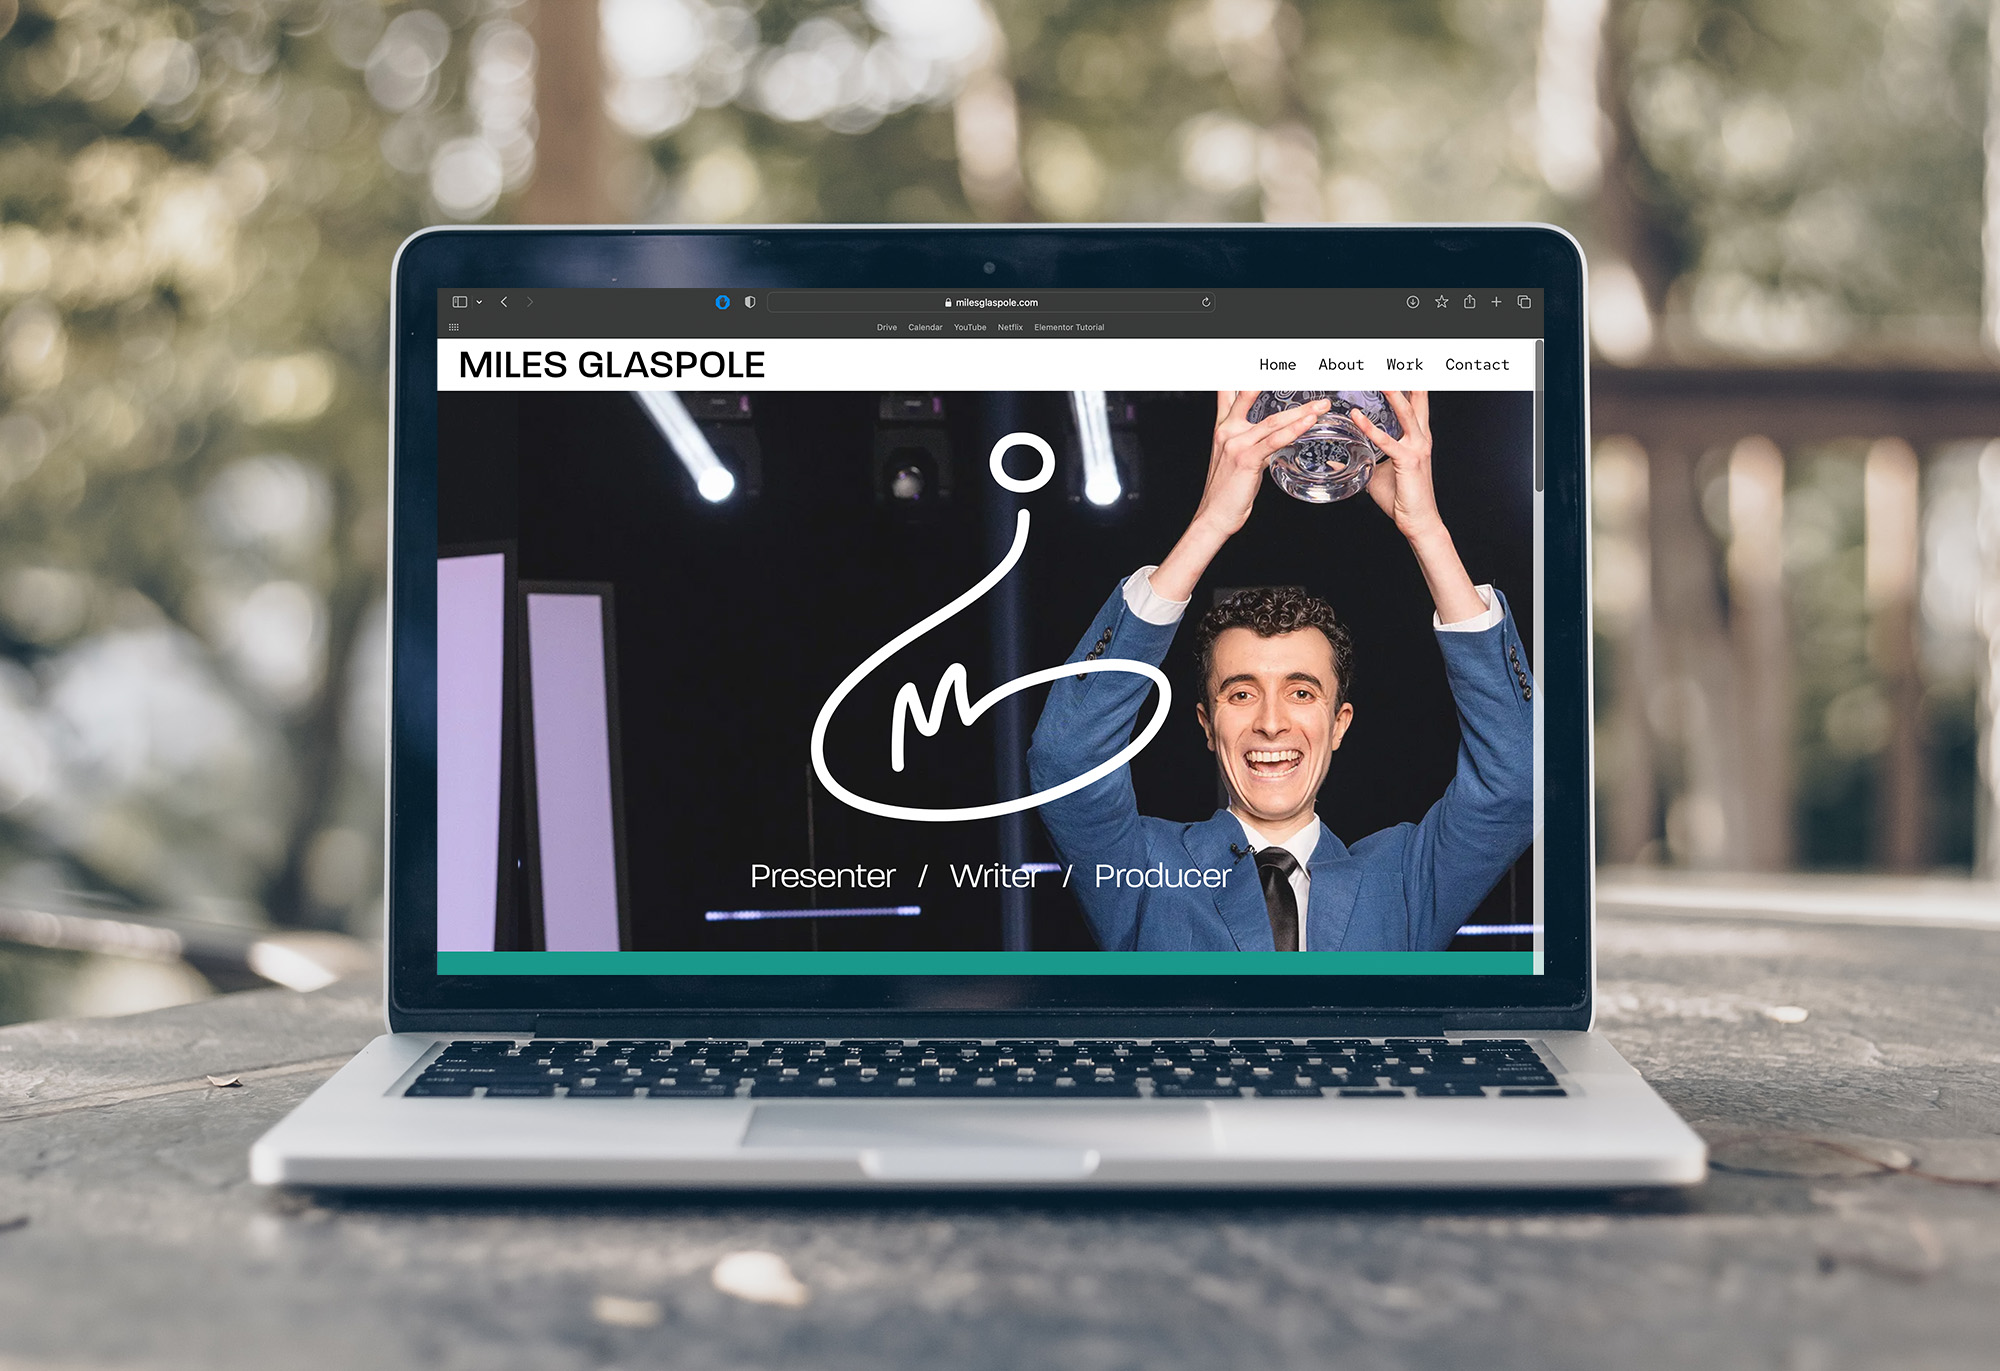 milesglaspole.com
Drive Calendar YouTube Netflix Elementor Tutorial
MILES GLASPOLE
Home About Work Contact
Presenter / Writer / Producer